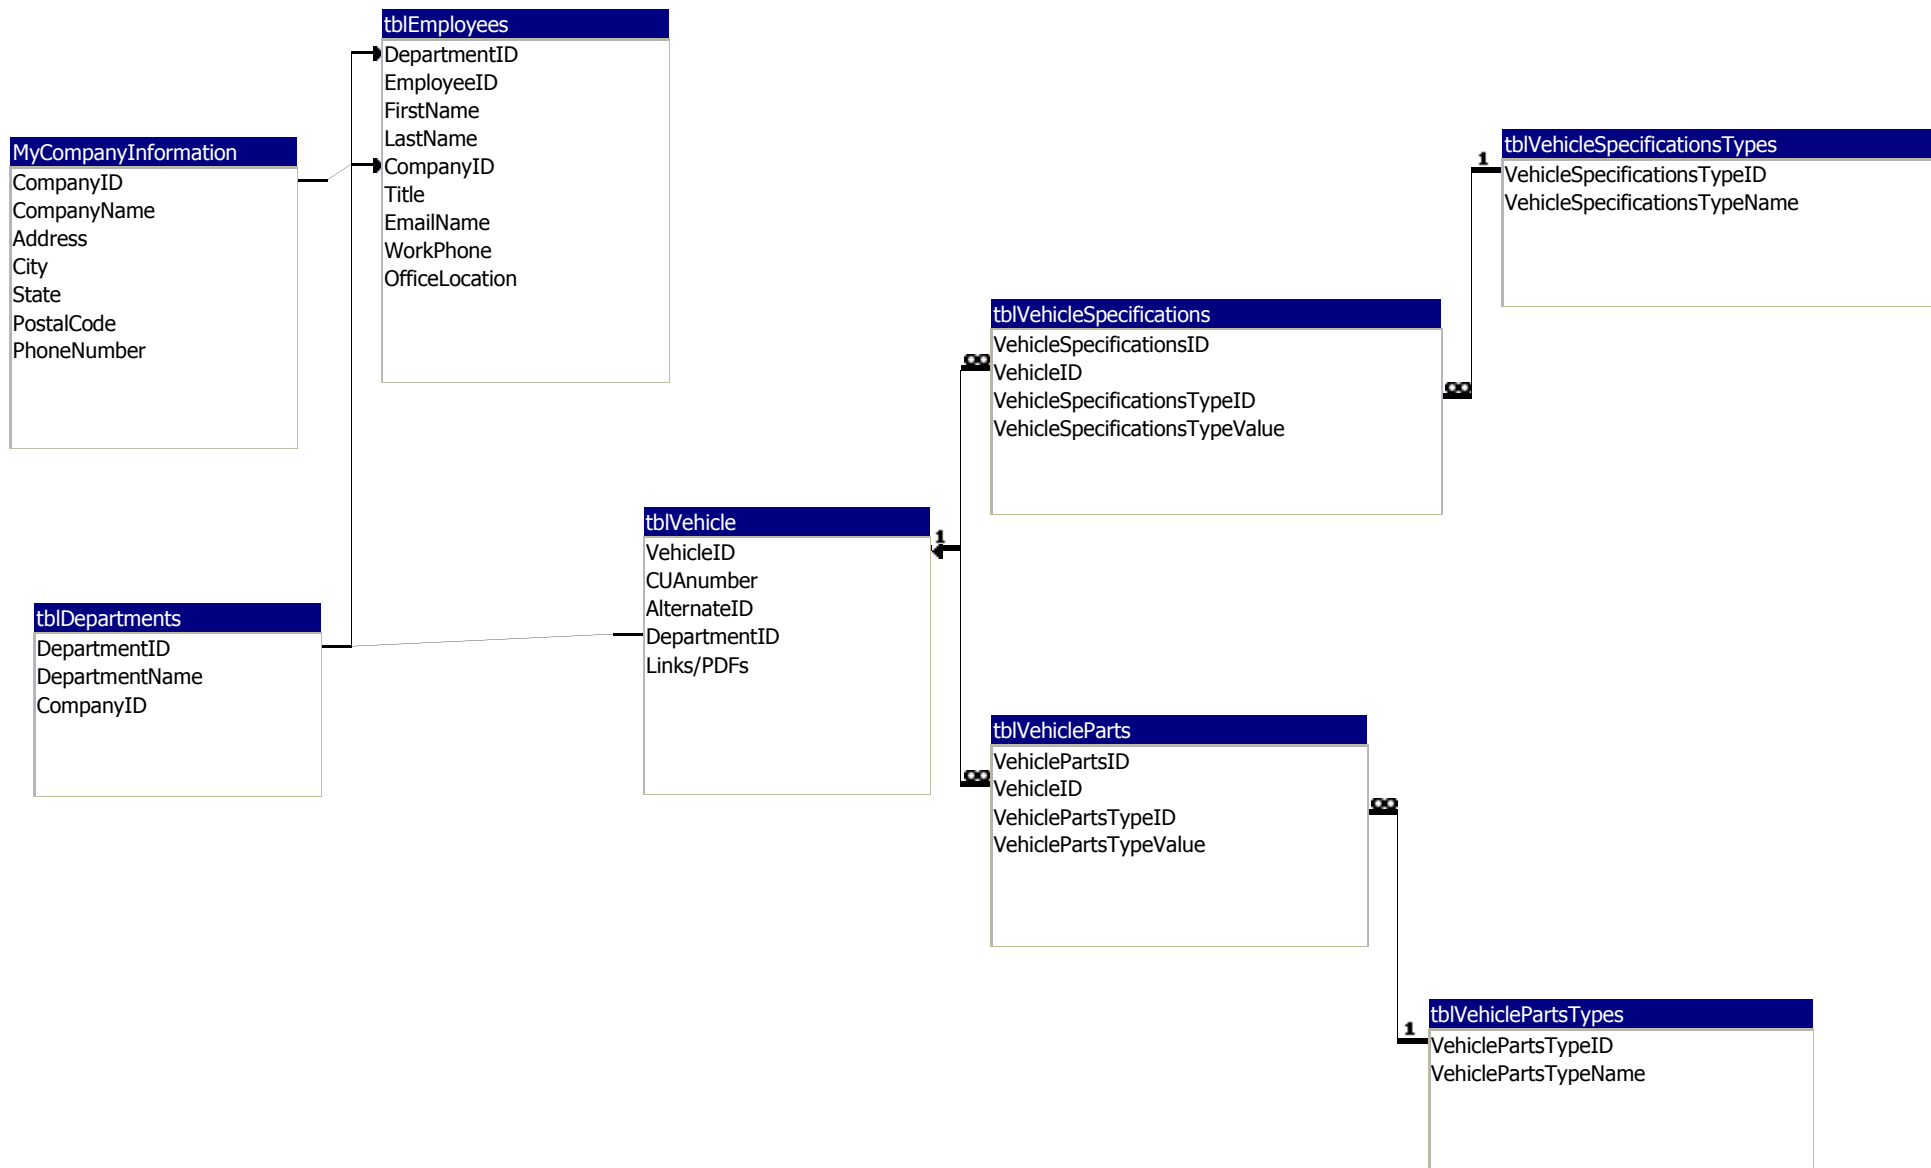 tblEmployees
DepartmentID
EmployeeID
FirstName
LastName
CompanyID
Title
EmailName
WorkPhone
OfficeLocation
MyCompanyInformation
CompanyID
CompanyName
Address
City
State
PostalCode
PhoneNumber
tblVehicleSpecificationsTypes
VehicleSpecificationsTypeID
VehicleSpecificationsTypeName
1
tblVehicleSpecifications
VehicleSpecificationsID
VehicleID
VehicleSpecificationsTypeID
VehicleSpecificationsTypeValue
∞
∞
tblVehicle
VehicleID
CUAnumber
AlternateID
DepartmentID
Links/PDFs
1
tblDepartments
DepartmentID
DepartmentName
CompanyID
tblVehicleParts
VehiclePartsID
VehicleID
VehiclePartsTypeID
VehiclePartsTypeValue
∞
∞
tblVehiclePartsTypes
VehiclePartsTypeID
VehiclePartsTypeName
1